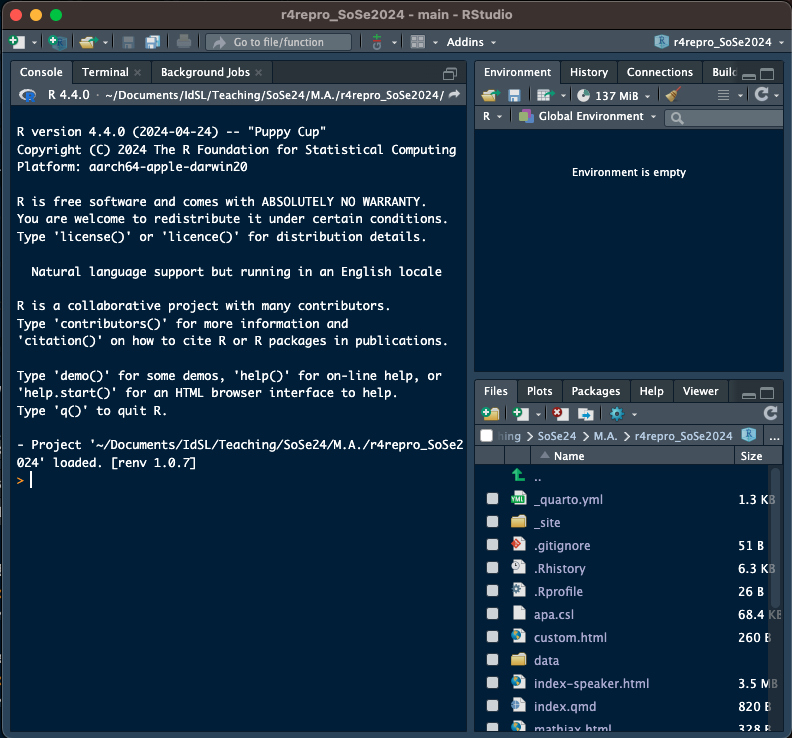 r4repro_SoSe2024 - main - RStudio
Go to file/function
Addins
r4repro_SoSe2024
Console
Terminal
Background Jobs
R 4.4.0 · ~/Documents/IdSL/Teaching/SoSe24/M.A./r4repro_SoSe2024/
R version 4.4.0 (2024-04-24) -- "Puppy Cup"
Copyright (C) 2024 The R Foundation for Statistical Computing
Platform: aarch64-apple-darwin20
R is free software and comes with ABSOLUTELY NO WARRANTY.
You are welcome to redistribute it under certain conditions.
Type 'license()' or 'licence()' for distribution details.
Natural language support but running in an English locale
R is a collaborative project with many contributors.
Type 'contributors()' for more information and
'citation()' on how to cite R or R packages in publications.
Type 'demo()' for some demos, 'help()' for on-line help, or
'help.start()' for an HTML browser interface to help.
Type 'q()' to quit R.
- Project '~/Documents/IdSL/Teaching/SoSe24/M.A./r4repro_SoSe2
024' loaded. [renv 1.0.7]
>
Environment
History
Connections
Build
137 MiB
R
Global Environment
Environment is empty
Files
Plots
Packages
Help
Viewer
hing > SoSe24 > M.A. > r4repro_SoSe2024
...
Name
Size
..
_quarto.yml 1.3 KB
_site
.gitignore 51 B
.Rhistory 6.3 KB
.Rprofile 26 B
apa.csl 68.4 KB
custom.html 260 B
data
index-speaker.html 3.5 MB
index.qmd 820 B
mathjax.html 328 B